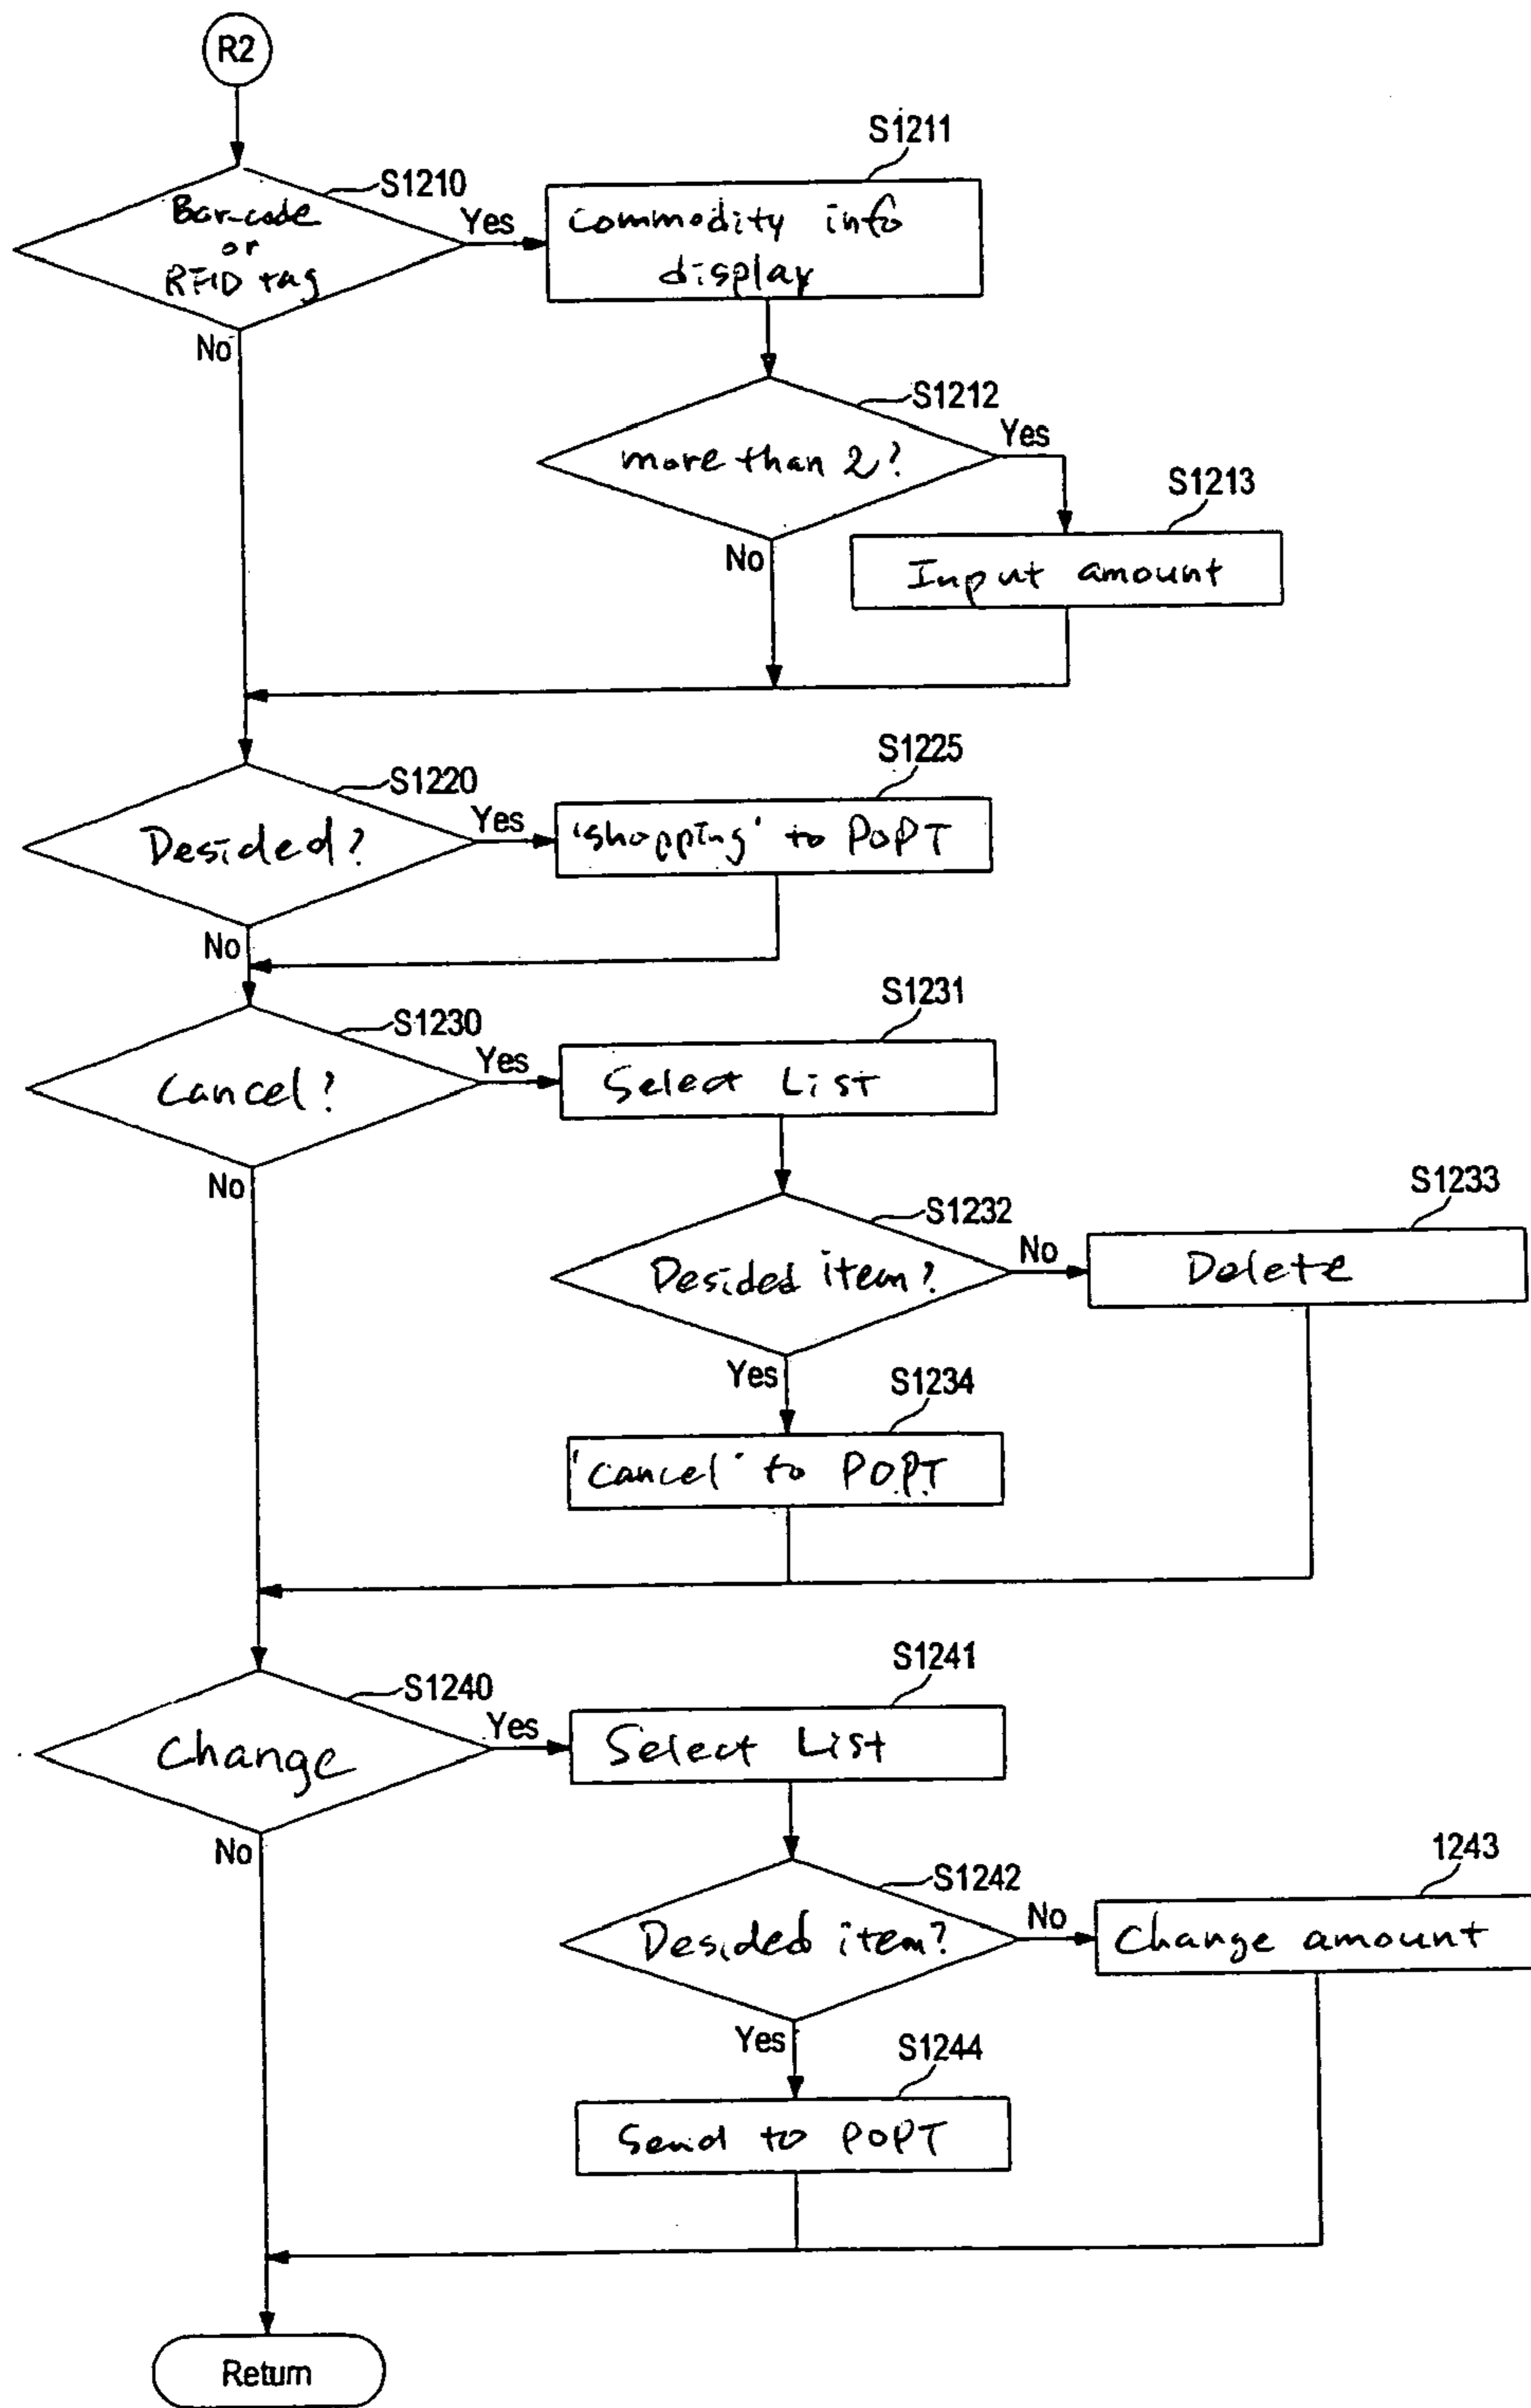 R2
S1210
Bar-code
or
RFID tag
Yes
No
S1211
Commodity info
display
S1212
more than 2?
Yes
No
S1213
Input amount
S1220
Desided?
Yes
No
S1225
'shopping' to POPT
S1230
Cancel?
Yes
No
S1231
Select List
S1232
Desided item?
No
Yes
S1233
Delete
S1234
'cancel' to POPT
S1240
Change
Yes
No
S1241
Select List
S1242
Desided item?
No
Yes
1243
Change amount
S1244
Send to POPT
Return